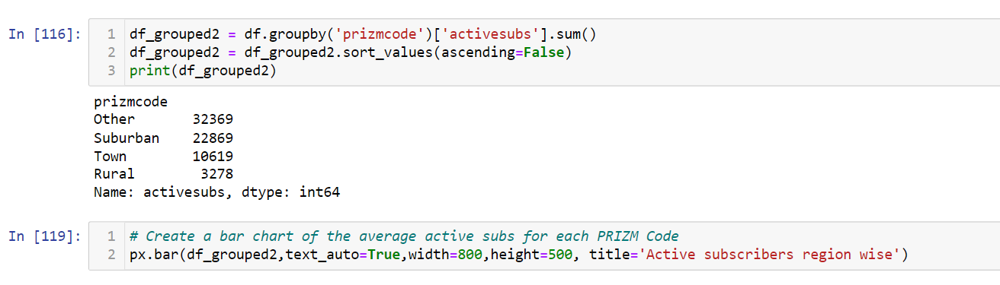 In [116]:
1 df_grouped2 = df.groupby('prizmcode')['activesubs'].sum()
2 df_grouped2 = df_grouped2.sort_values(ascending=False)
3 print(df_grouped2)
prizmcode
Other 32369
Suburban 22869
Town 10619
Rural 3278
Name: activesubs, dtype: int64
In [119]:
1 # Create a bar chart of the average active subs for each PRIZM Code
2 px.bar(df_grouped2,text_auto=True,width=800,height=500, title='Active subscribers region wise')